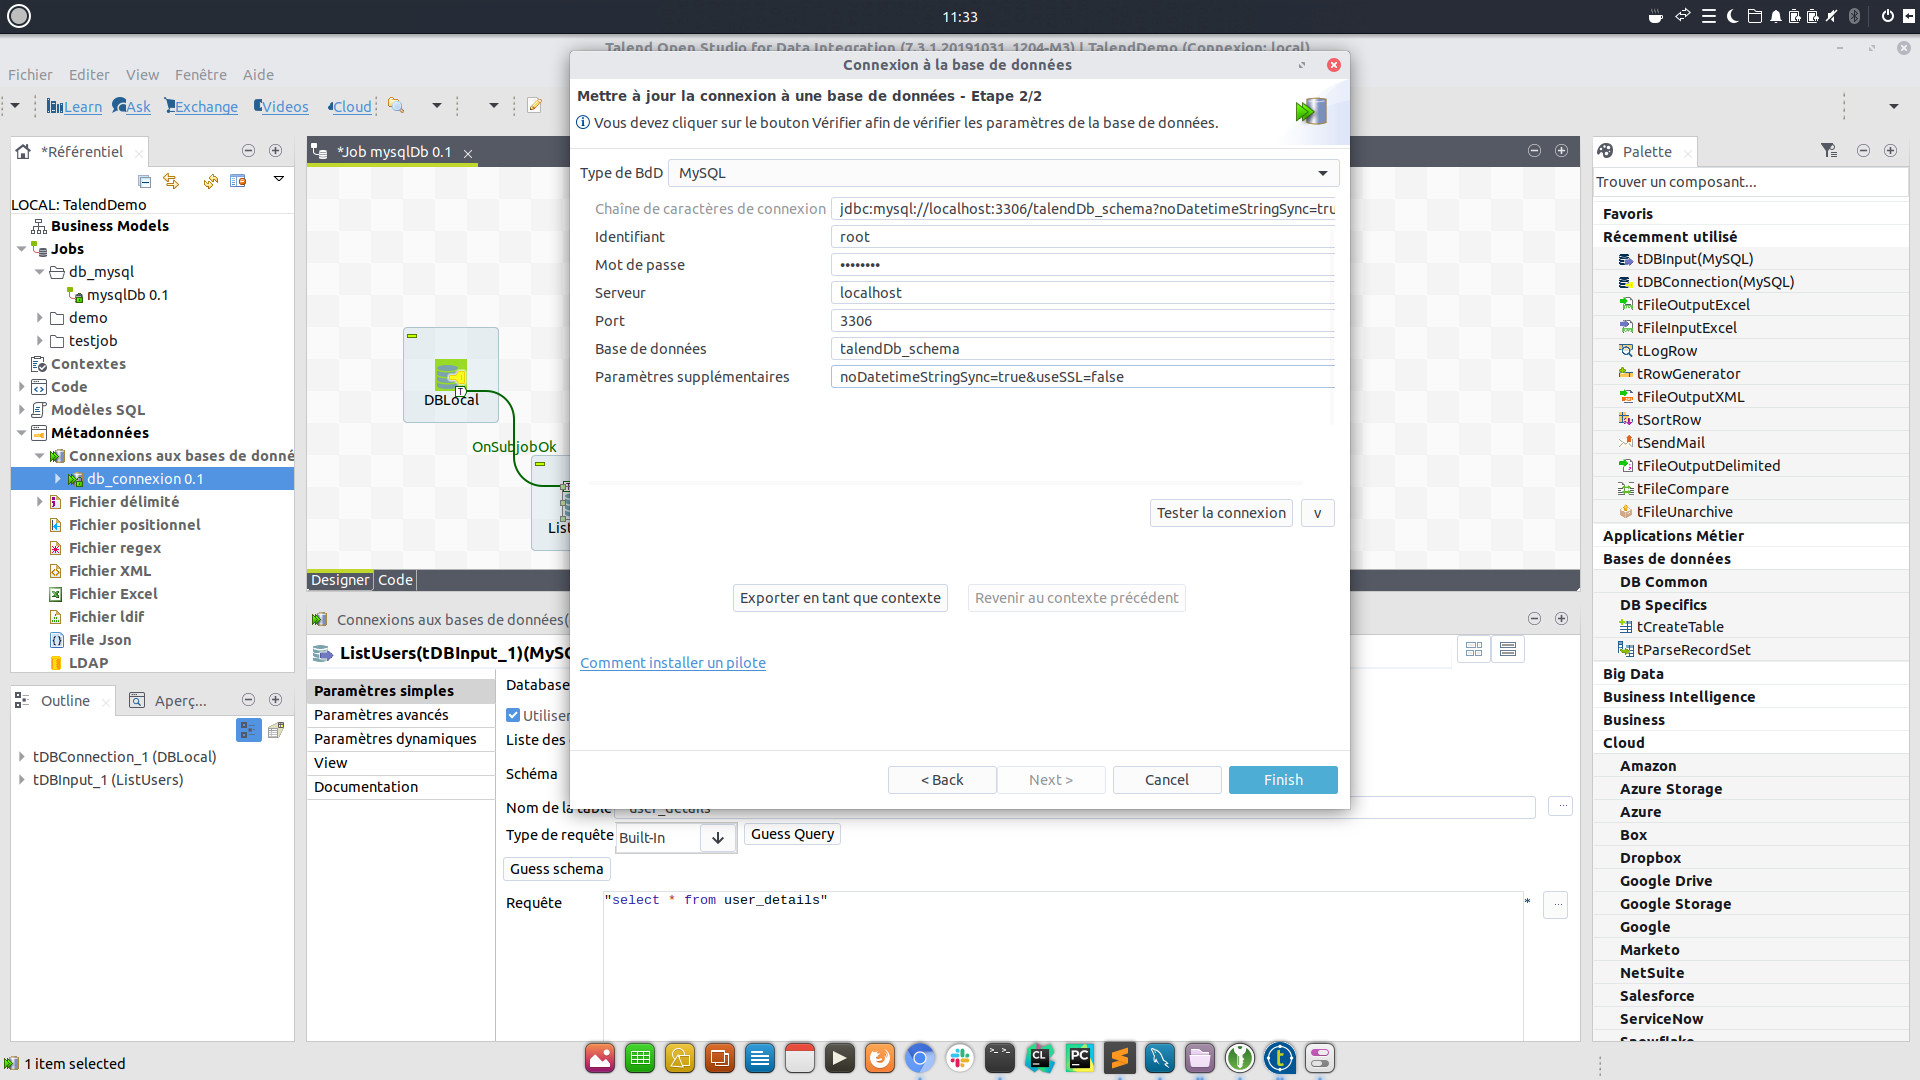 11:33
Talend Open Studio for Data Integration (7.3.1.20191031_1204-M3) | TalendDemo (Connexion: local)
Fichier Editer View Fenêtre Aide
Learn Ask Exchange Videos Cloud
*Référentiel
LOCAL: TalendDemo
Business Models
Jobs
db_mysql
mysqlDb 0.1
demo
testjob
Contextes
Code
Modèles SQL
Métadonnées
Connexions aux bases de donné
db_connexion 0.1
Fichier délimité
Fichier positionnel
Fichier regex
Fichier XML
Fichier Excel
Fichier ldif
File Json
LDAP
Outline Aperç...
tDBConnection_1 (DBLocal)
tDBInput_1 (ListUsers)
1 item selected
*Job mysqlDb 0.1
DBLocal
OnSubjobOk
List
Designer Code
Connexions aux bases de données(
ListUsers(tDBInput_1)(MySQ
Paramètres simples
Paramètres avancés
Paramètres dynamiques
View
Documentation
Database
Utiliser
Liste des
Schéma
Nom de la table user_details
Type de requête Built-In Guess Query
Guess schema
Requête "select * from user_details" *
Connexion à la base de données
Mettre à jour la connexion à une base de données - Etape 2/2
Vous devez cliquer sur le bouton Vérifier afin de vérifier les paramètres de la base de données.
Type de BdD MySQL
Chaîne de caractères de connexion jdbc:mysql://localhost:3306/talendDb_schema?noDatetimeStringSync=tru
Identifiant root
Mot de passe ••••••••
Serveur localhost
Port 3306
Base de données talendDb_schema
Paramètres supplémentaires noDatetimeStringSync=true&useSSL=false
Tester la connexion v
Exporter en tant que contexte Revenir au contexte précédent
Comment installer un pilote
< Back Next > Cancel Finish
Palette
Trouver un composant...
Favoris
Récemment utilisé
tDBInput(MySQL)
tDBConnection(MySQL)
tFileOutputExcel
tFileInputExcel
tLogRow
tRowGenerator
tFileOutputXML
tSortRow
tSendMail
tFileOutputDelimited
tFileCompare
tFileUnarchive
Applications Métier
Bases de données
DB Common
DB Specifics
tCreateTable
tParseRecordSet
Big Data
Business Intelligence
Business
Cloud
Amazon
Azure Storage
Azure
Box
Dropbox
Google Drive
Google Storage
Google
Marketo
NetSuite
Salesforce
ServiceNow
Snowflake
CL
PC